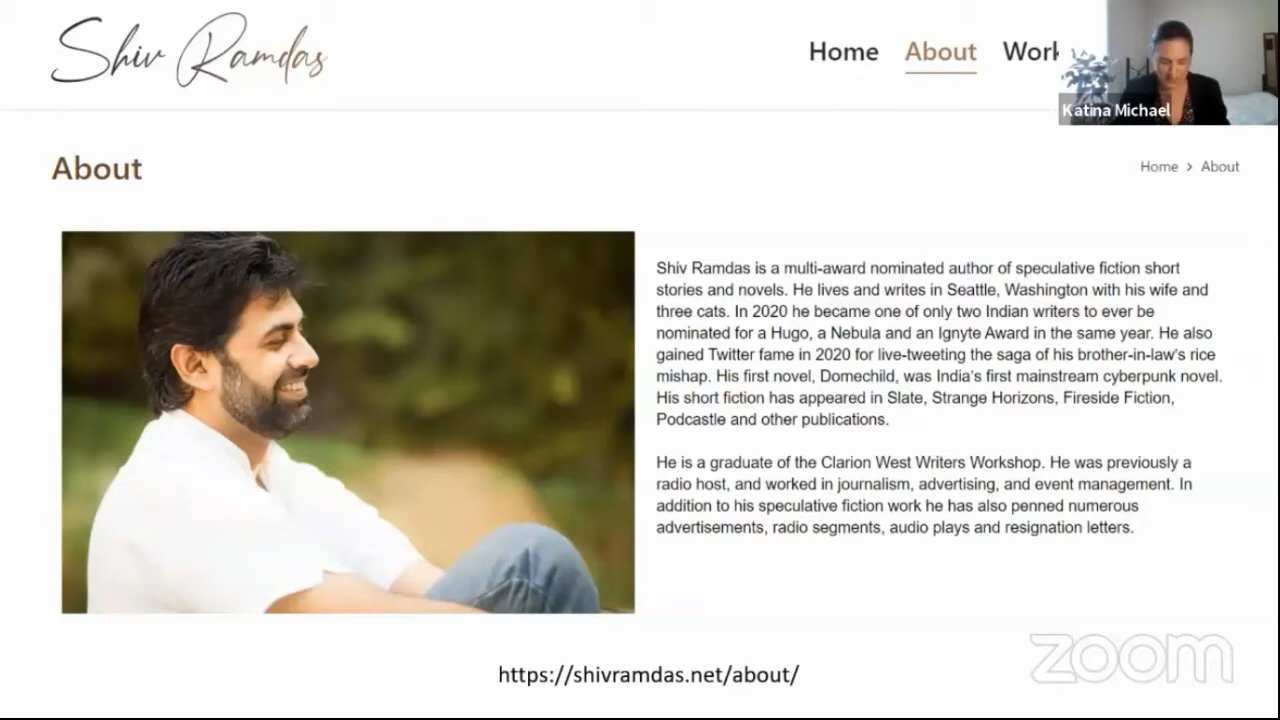 Shiv Ramdas
Home About Work
Katina Michael
About
Home > About
Shiv Ramdas is a multi-award nominated author of speculative fiction short
stories and novels. He lives and writes in Seattle, Washington with his wife and
three cats. In 2020 he became one of only two Indian writers to ever be
nominated for a Hugo, a Nebula and an Ignyte Award in the same year. He also
gained Twitter fame in 2020 for live-tweeting the saga of his brother-in-law's rice
mishap. His first novel, Domechild, was India's first mainstream cyberpunk novel.
His short fiction has appeared in Slate, Strange Horizons, Fireside Fiction,
Podcastle and other publications.
He is a graduate of the Clarion West Writers Workshop. He was previously a
radio host, and worked in journalism, advertising, and event management. In
addition to his speculative fiction work he has also penned numerous
advertisements, radio segments, audio plays and resignation letters.
zoom
https://shivramdas.net/about/